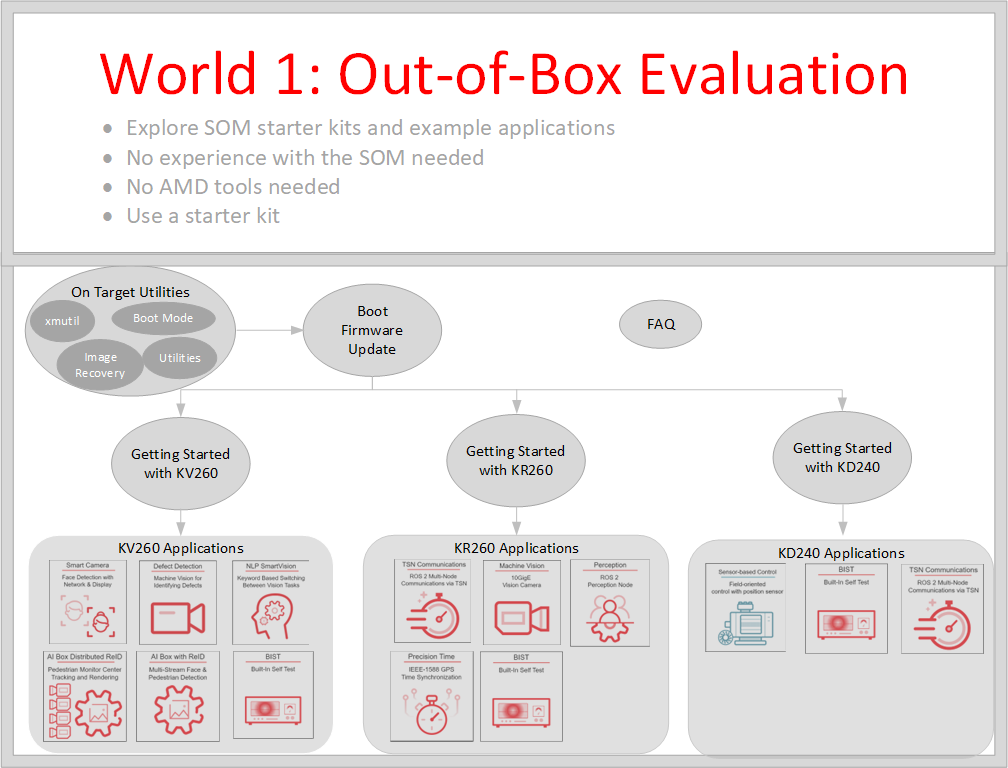 World 1: Out-of-Box Evaluation
Explore SOM starter kits and example applications
No experience with the SOM needed
No AMD tools needed
Use a starter kit
On Target Utilities
xmutil
Boot Mode
Image
Recovery
Utilities
Boot
Firmware
Update
FAQ
Getting Started
with KV260
Getting Started
with KR260
Getting Started
with KD240
KV260 Applications
Smart Camera
Face Detection with
Network & Display
Defect Detection
Machine Vision for
Identifying Defects
NLP SmartVision
Keyword Based Switching
Between Vision Tasks
AI Box Distributed ReID
Pedestrian Monitor Center
Tracking and Rendering
AI Box with ReID
Multi-Stream Face &
Pedestrian Detection
BIST
Built-In Self Test
KR260 Applications
TSN Communications
ROS 2 Multi-Node
Communications via TSN
Machine Vision
10GigE
Vision Camera
Perception
ROS 2
Perception Node
Precision Time
IEEE-1588 GPS
Time Synchronization
BIST
Built-In Self Test
KD240 Applications
Sensor-based Control
Field-oriented
control with position sensor
BIST
Built-In Self Test
TSN Communications
ROS 2 Multi-Node
Communications via TSN